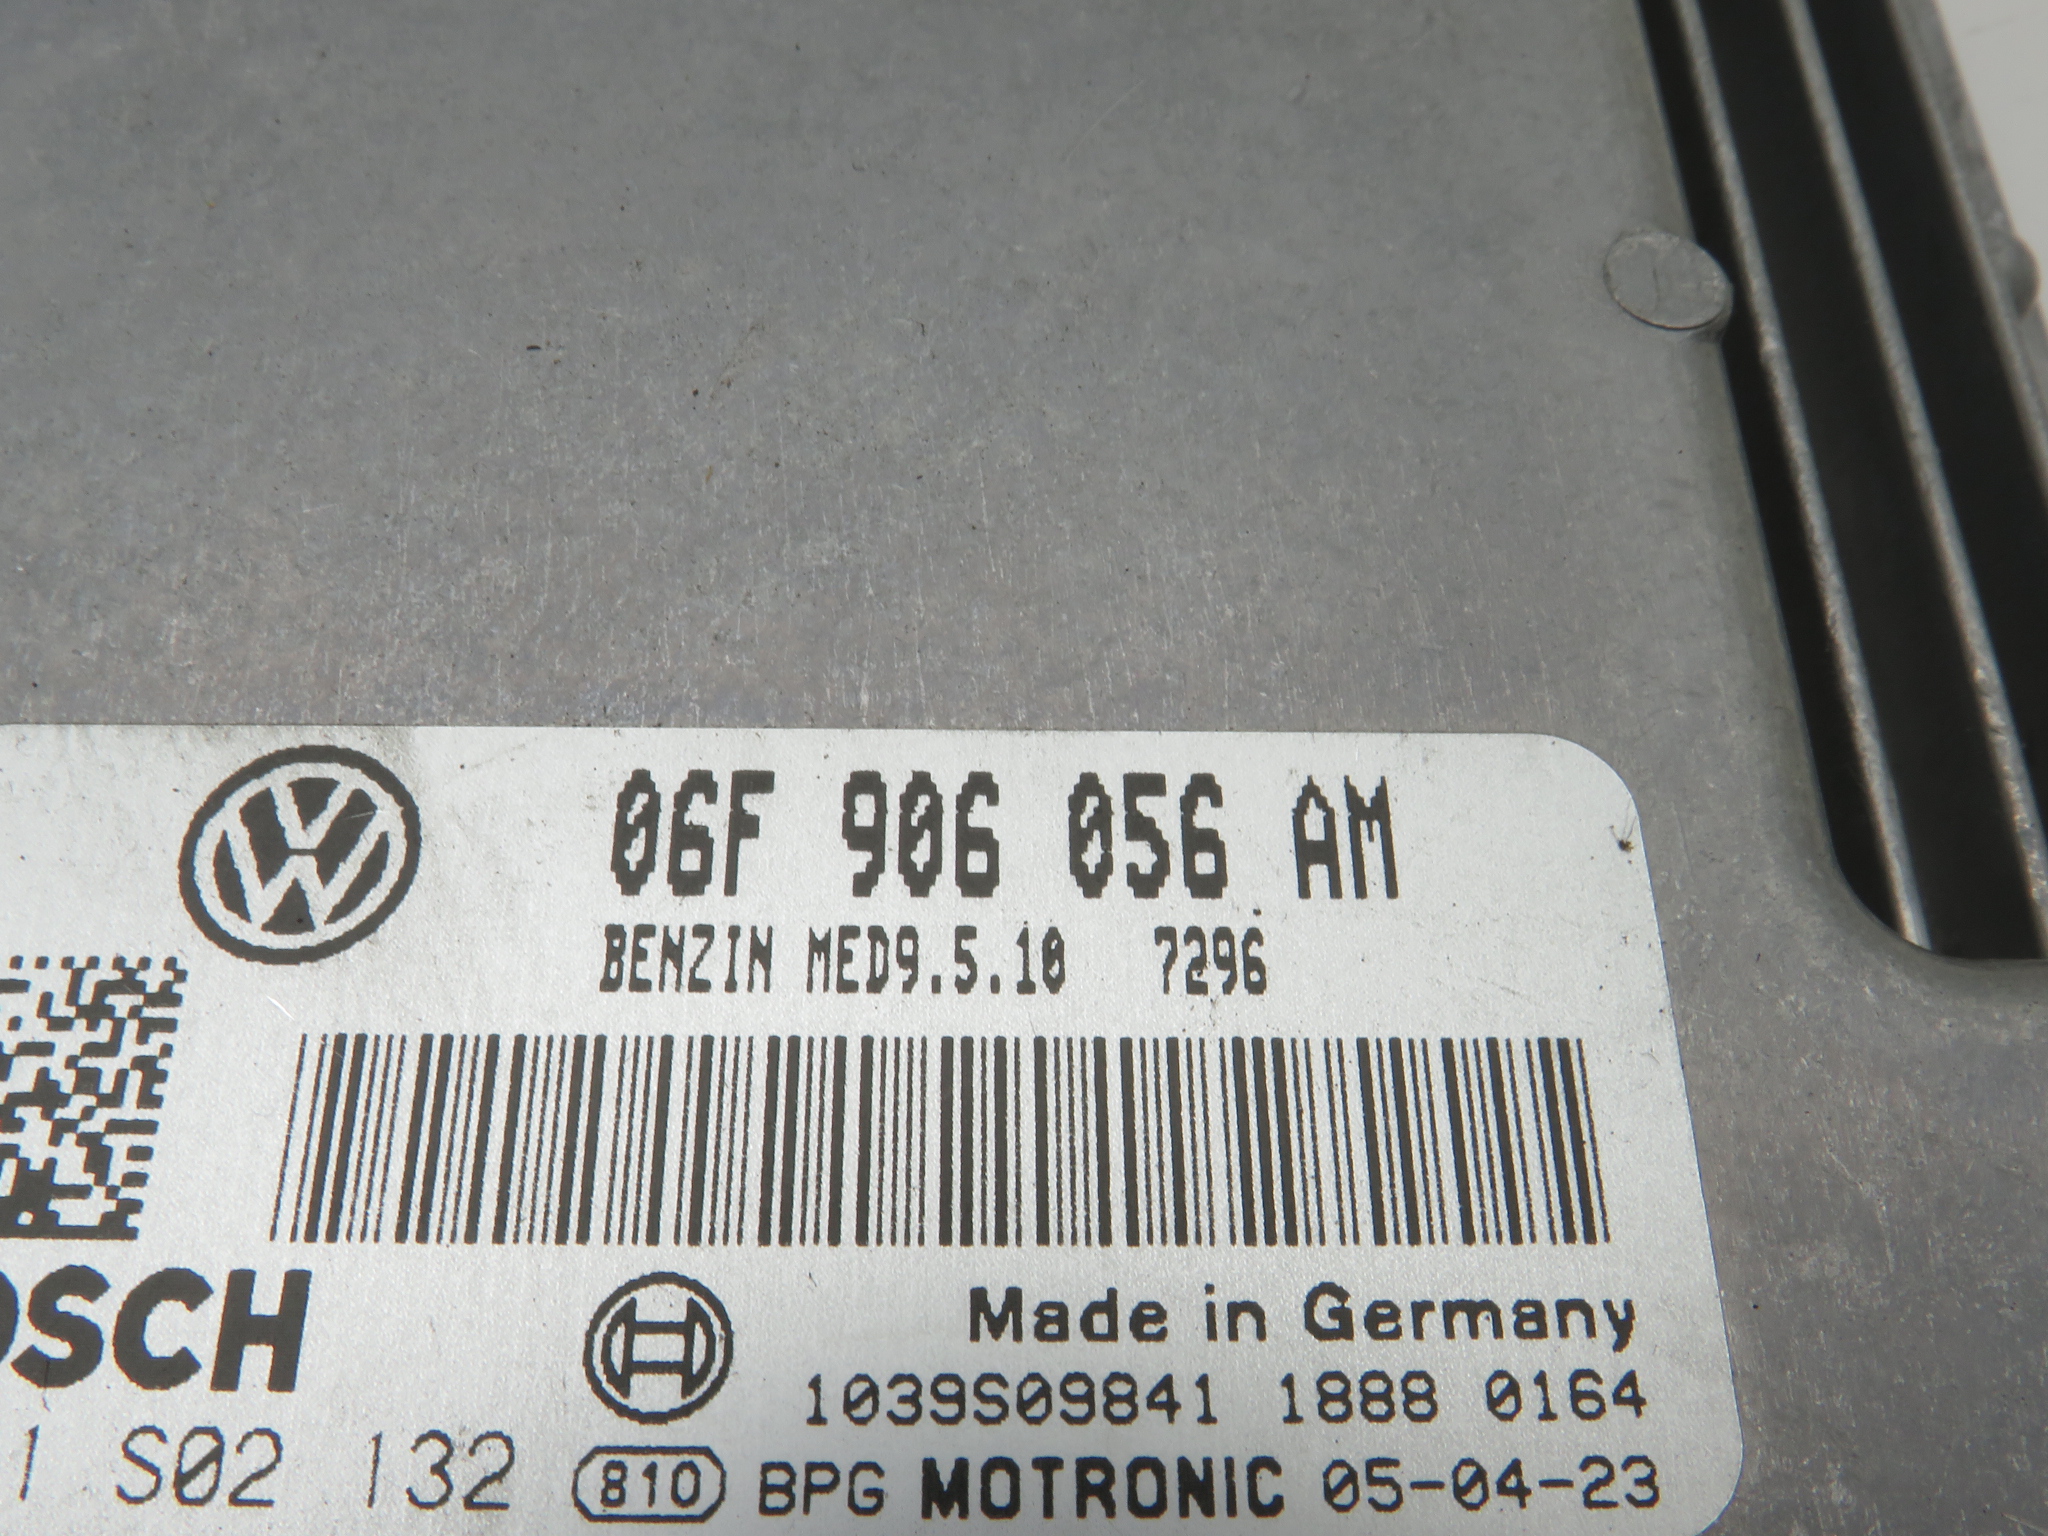 06F 906 056 AM
BENZIN MED9.5.10 7296
OSCH
Made in Germany
1039S09841 1888 0164
1 S02 132
810 BPG MOTRONIC 05-04-23